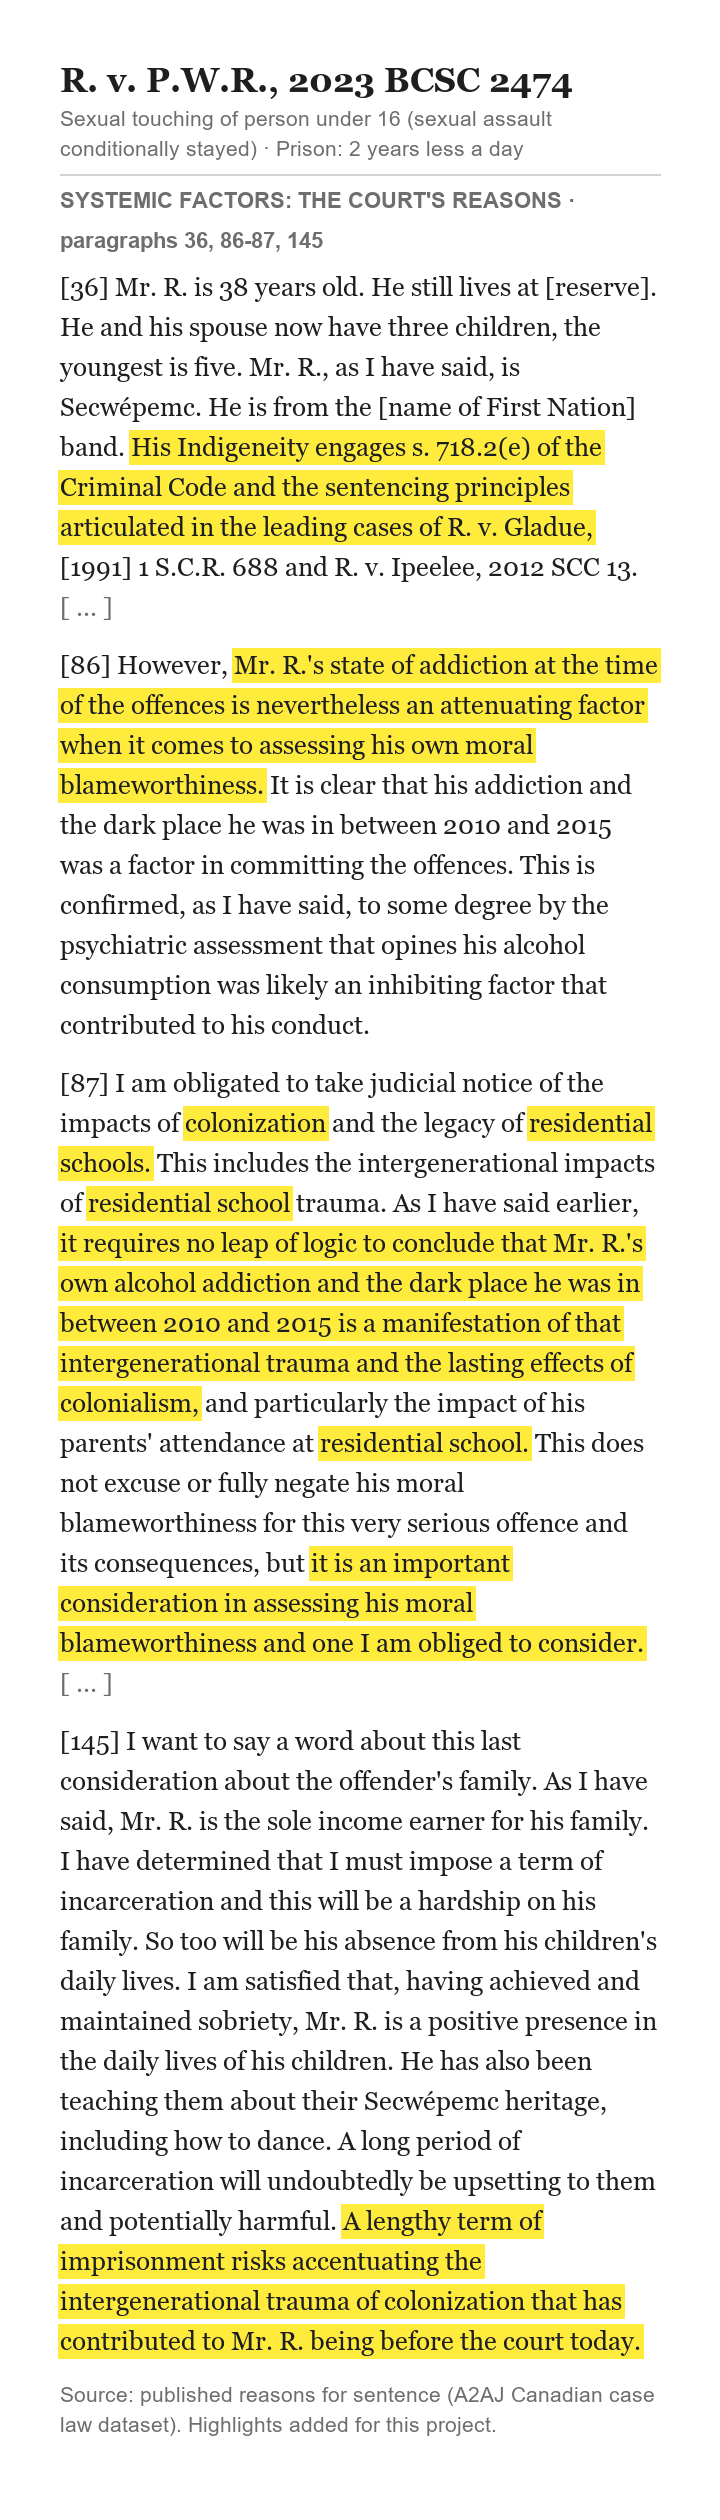 R. v. P.W.R., 2023 BCSC 2474
Sexual touching of person under 16 (sexual assault
conditionally stayed) · Prison: 2 years less a day
SYSTEMIC FACTORS: THE COURT'S REASONS ·
paragraphs 36, 86-87, 145
[36] Mr. R. is 38 years old. He still lives at [reserve].
He and his spouse now have three children, the
youngest is five. Mr. R., as I have said, is
Secwépemc. He is from the [name of First Nation]
band. His Indigeneity engages s. 718.2(e) of the
Criminal Code and the sentencing principles
articulated in the leading cases of R. v. Gladue,
[1991] 1 S.C.R. 688 and R. v. Ipeelee, 2012 SCC 13.
[ ... ]
[86] However, Mr. R.'s state of addiction at the time
of the offences is nevertheless an attenuating factor
when it comes to assessing his own moral
blameworthiness. It is clear that his addiction and
the dark place he was in between 2010 and 2015
was a factor in committing the offences. This is
confirmed, as I have said, to some degree by the
psychiatric assessment that opines his alcohol
consumption was likely an inhibiting factor that
contributed to his conduct.
[87] I am obligated to take judicial notice of the
impacts of colonization and the legacy of residential
schools. This includes the intergenerational impacts
of residential school trauma. As I have said earlier,
it requires no leap of logic to conclude that Mr. R.'s
own alcohol addiction and the dark place he was in
between 2010 and 2015 is a manifestation of that
intergenerational trauma and the lasting effects of
colonialism, and particularly the impact of his
parents' attendance at residential school. This does
not excuse or fully negate his moral
blameworthiness for this very serious offence and
its consequences, but it is an important
consideration in assessing his moral
blameworthiness and one I am obliged to consider.
[ ... ]
[145] I want to say a word about this last
consideration about the offender's family. As I have
said, Mr. R. is the sole income earner for his family.
I have determined that I must impose a term of
incarceration and this will be a hardship on his
family. So too will be his absence from his children's
daily lives. I am satisfied that, having achieved and
maintained sobriety, Mr. R. is a positive presence in
the daily lives of his children. He has also been
teaching them about their Secwépemc heritage,
including how to dance. A long period of
incarceration will undoubtedly be upsetting to them
and potentially harmful. A lengthy term of
imprisonment risks accentuating the
intergenerational trauma of colonization that has
contributed to Mr. R. being before the court today.
Source: published reasons for sentence (A2AJ Canadian case
law dataset). Highlights added for this project.